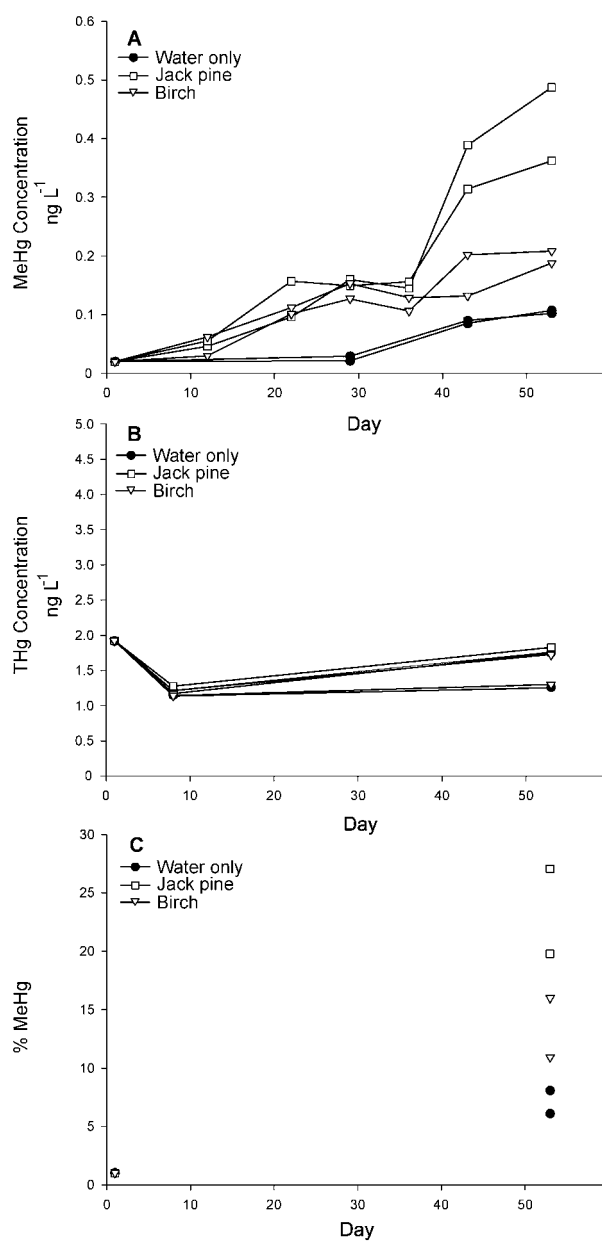 A
Water only
Jack pine
Birch
0.6
0.5
0.4
0.3
0.2
0.1
0
MeHg Concentration
ng L-1
0 10 20 30 40 50
Day
B
Water only
Jack pine
Birch
5.0
4.5
4.0
3.5
3.0
2.5
2.0
1.5
1.0
0.5
0
THg Concentration
ng L-1
0 10 20 30 40 50
Day
C
Water only
Jack pine
Birch
30
25
20
15
10
5
0
% MeHg
0 10 20 30 40 50
Day